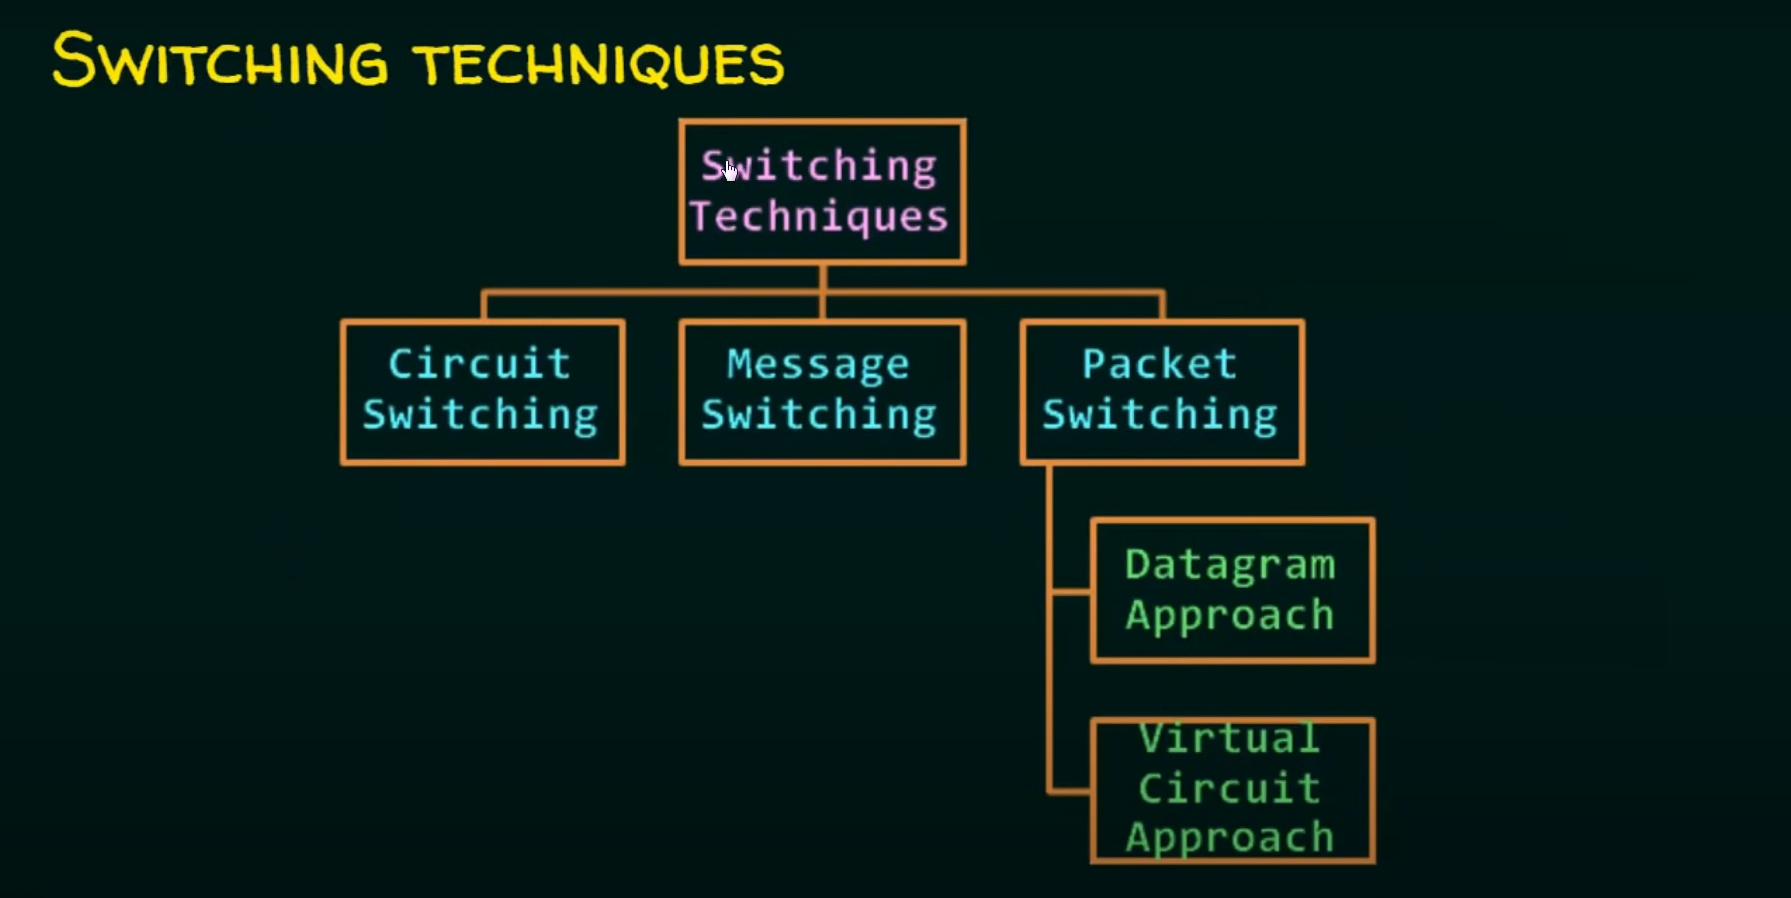 SWITCHING TECHNIQUES
Switching
Techniques
Circuit
Switching
Message
Switching
Packet
Switching
Datagram
Approach
Virtual
Circuit
Approach